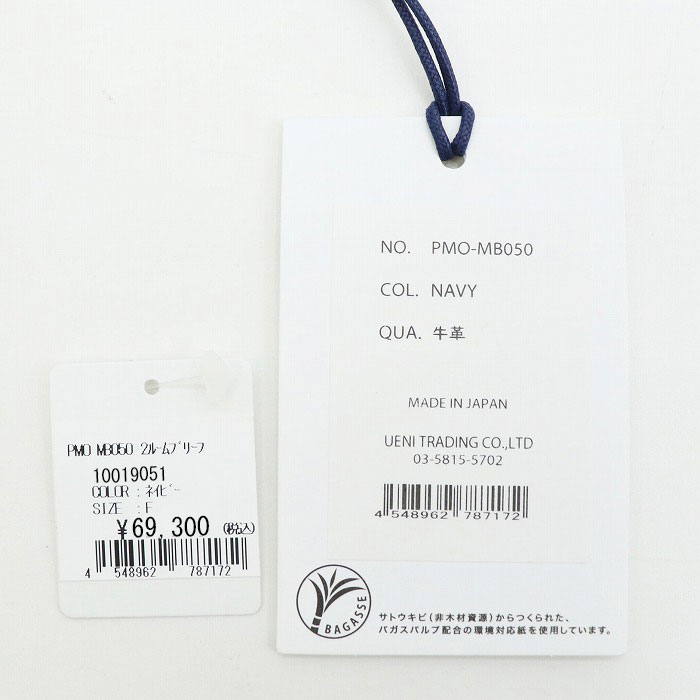 PMO MB050 2ﾙｰﾑﾌﾞﾘｰﾌ
10019051
COLOR : ﾈｲﾋﾞｰ
SIZE : F
¥69,300 (税込)
4 548962 787172
NO. PMO-MB050
COL. NAVY
QUA. 牛革
MADE IN JAPAN
UENI TRADING CO.,LTD
03-5815-5702
4 548962 787172
BAGASSE
サトウキビ(非木材資源)からつくられた、
バガスパルプ配合の環境対応紙を使用しています。